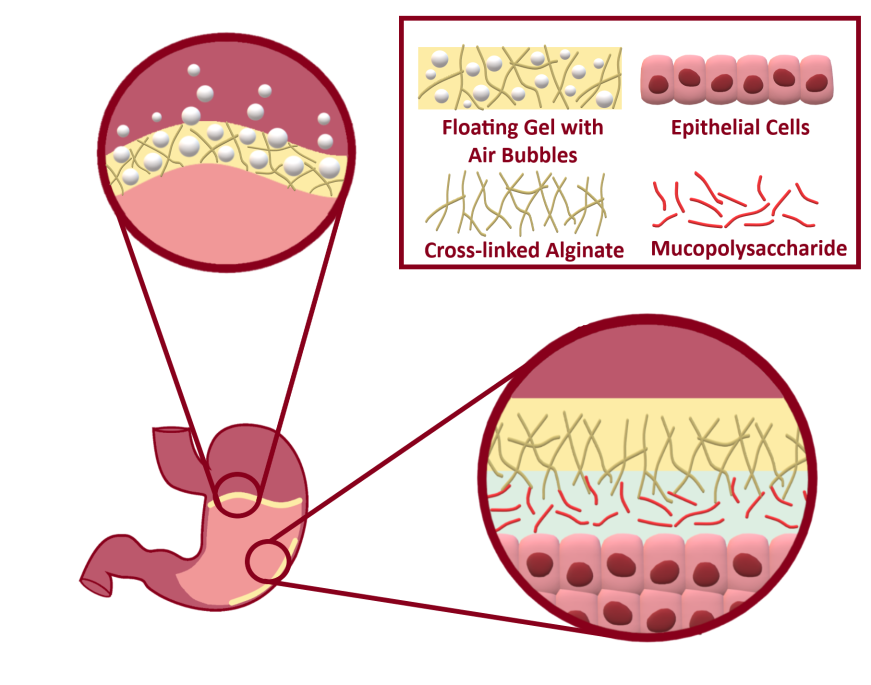 Floating Gel with
Air Bubbles
Epithelial Cells
Cross-linked Alginate
Mucopolysaccharide